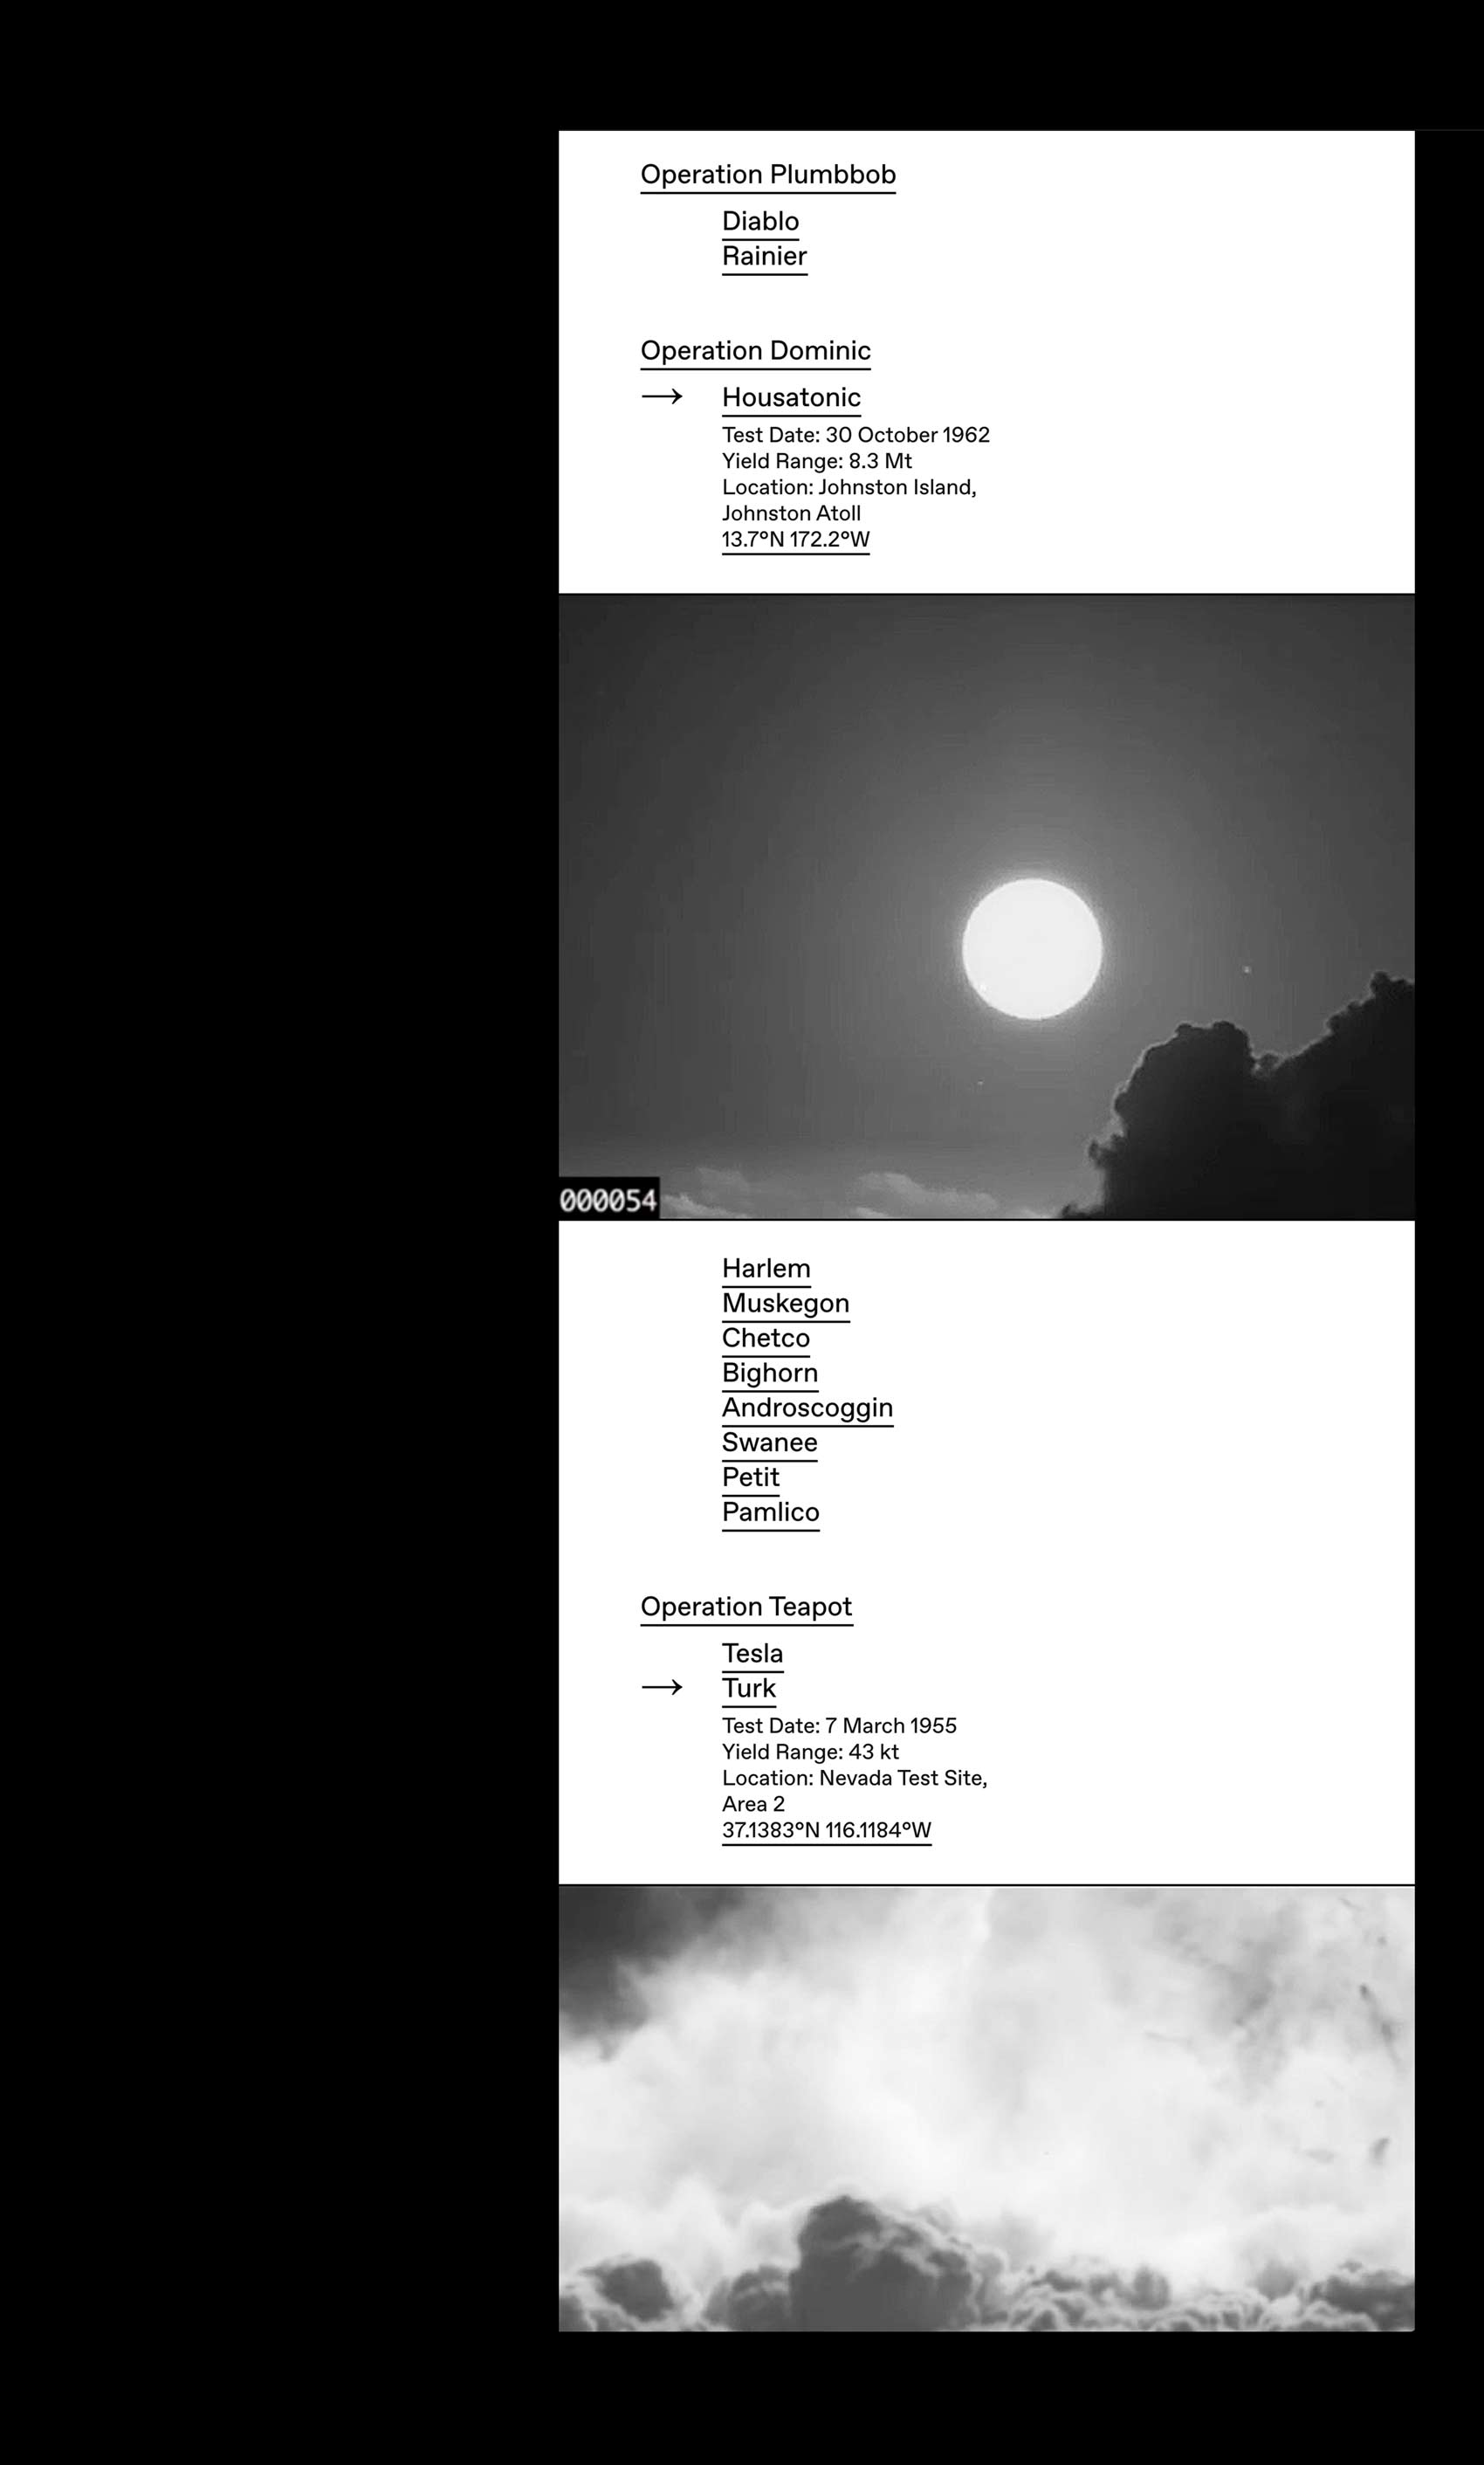 Operation Plumbbob
Diablo
Rainier
Operation Dominic
→ Housatonic
Test Date: 30 October 1962
Yield Range: 8.3 Mt
Location: Johnston Island,
Johnston Atoll
13.7°N 172.2°W
000054
Harlem
Muskegon
Chetco
Bighorn
Androscoggin
Swanee
Petit
Pamlico
Operation Teapot
Tesla
→ Turk
Test Date: 7 March 1955
Yield Range: 43 kt
Location: Nevada Test Site,
Area 2
37.1383°N 116.1184°W